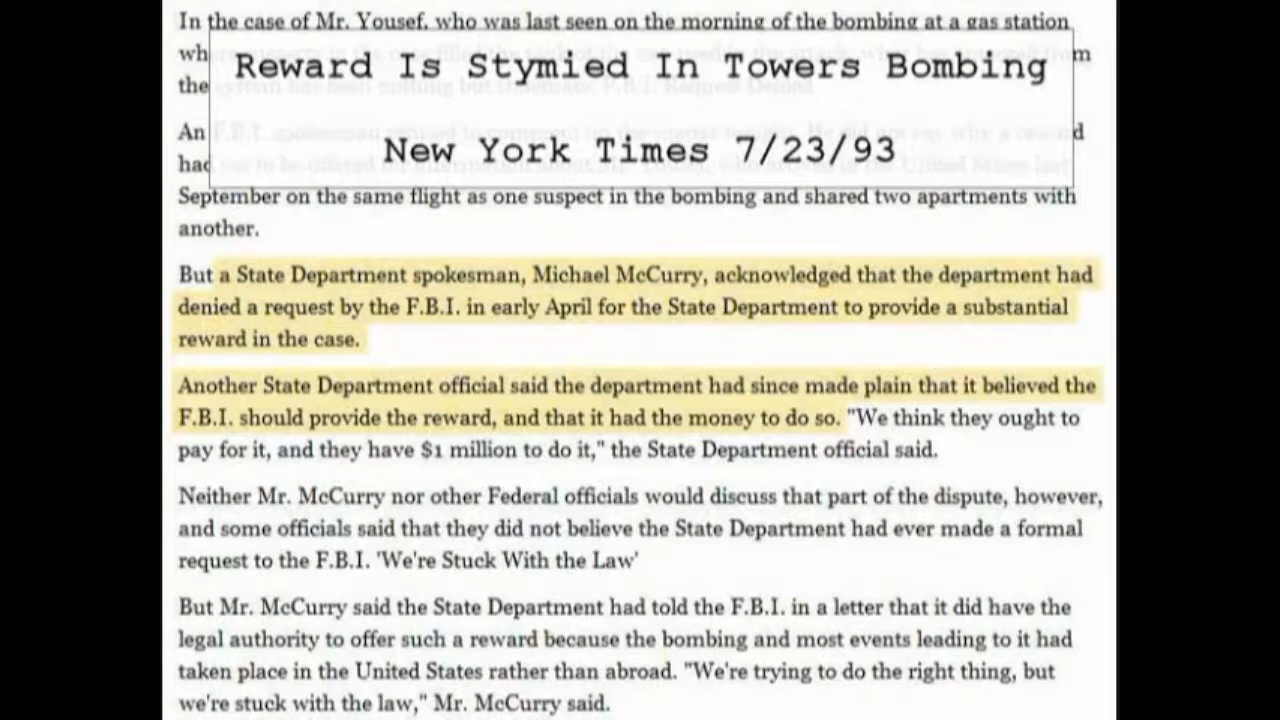 In the case of Mr. Yousef, who was last seen on the morning of the bombing at a gas station
Reward Is Stymied In Towers Bombing
New York Times 7/23/93
September on the same flight as one suspect in the bombing and shared two apartments with
another.
But a State Department spokesman, Michael McCurry, acknowledged that the department had
denied a request by the F.B.I. in early April for the State Department to provide a substantial
reward in the case.
Another State Department official said the department had since made plain that it believed the
F.B.I. should provide the reward, and that it had the money to do so. "We think they ought to
pay for it, and they have $1 million to do it," the State Department official said.
Neither Mr. McCurry nor other Federal officials would discuss that part of the dispute, however,
and some officials said that they did not believe the State Department had ever made a formal
request to the F.B.I. 'We're Stuck With the Law'
But Mr. McCurry said the State Department had told the F.B.I. in a letter that it did have the
legal authority to offer such a reward because the bombing and most events leading to it had
taken place in the United States rather than abroad. "We're trying to do the right thing, but
we're stuck with the law," Mr. McCurry said.